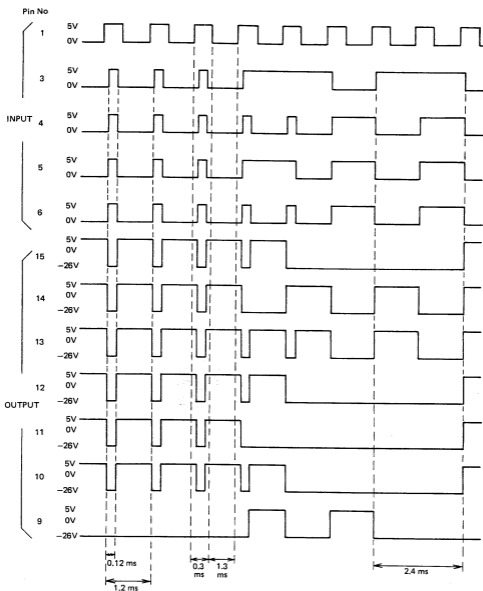 Pin No
1 5V
0V
3 5V
0V
INPUT 4 5V
0V
5 5V
0V
6 5V
0V
15 5V
0V
−26V
14 5V
0V
−26V
13 5V
0V
−26V
12 5V
0V
−26V
OUTPUT
11 5V
0V
−26V
10 5V
0V
−26V
9 5V
0V
−26V
0.12 ms
0.3 ms
1.3 ms
2.4 ms
1.2 ms